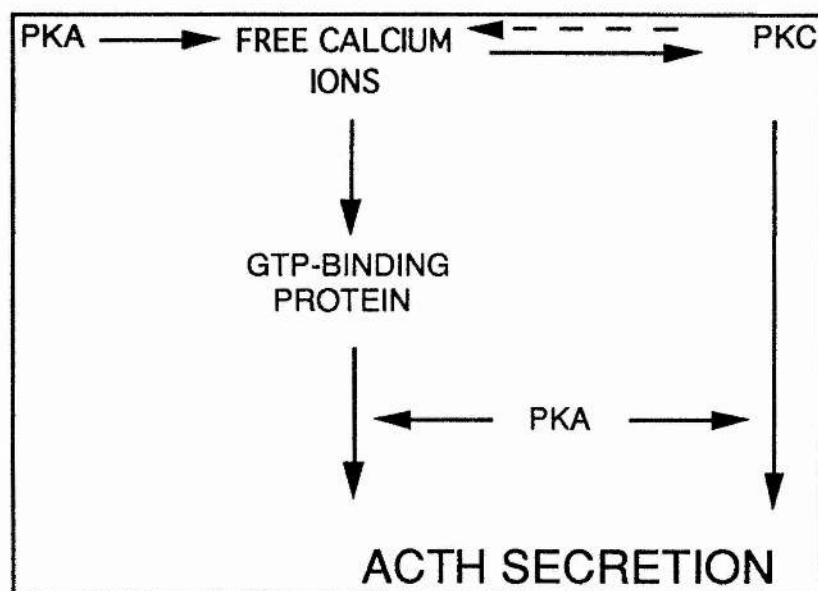 PKA FREE CALCIUM PKC
IONS
GTP-BINDING
PROTEIN
PKA
ACTH SECRETION